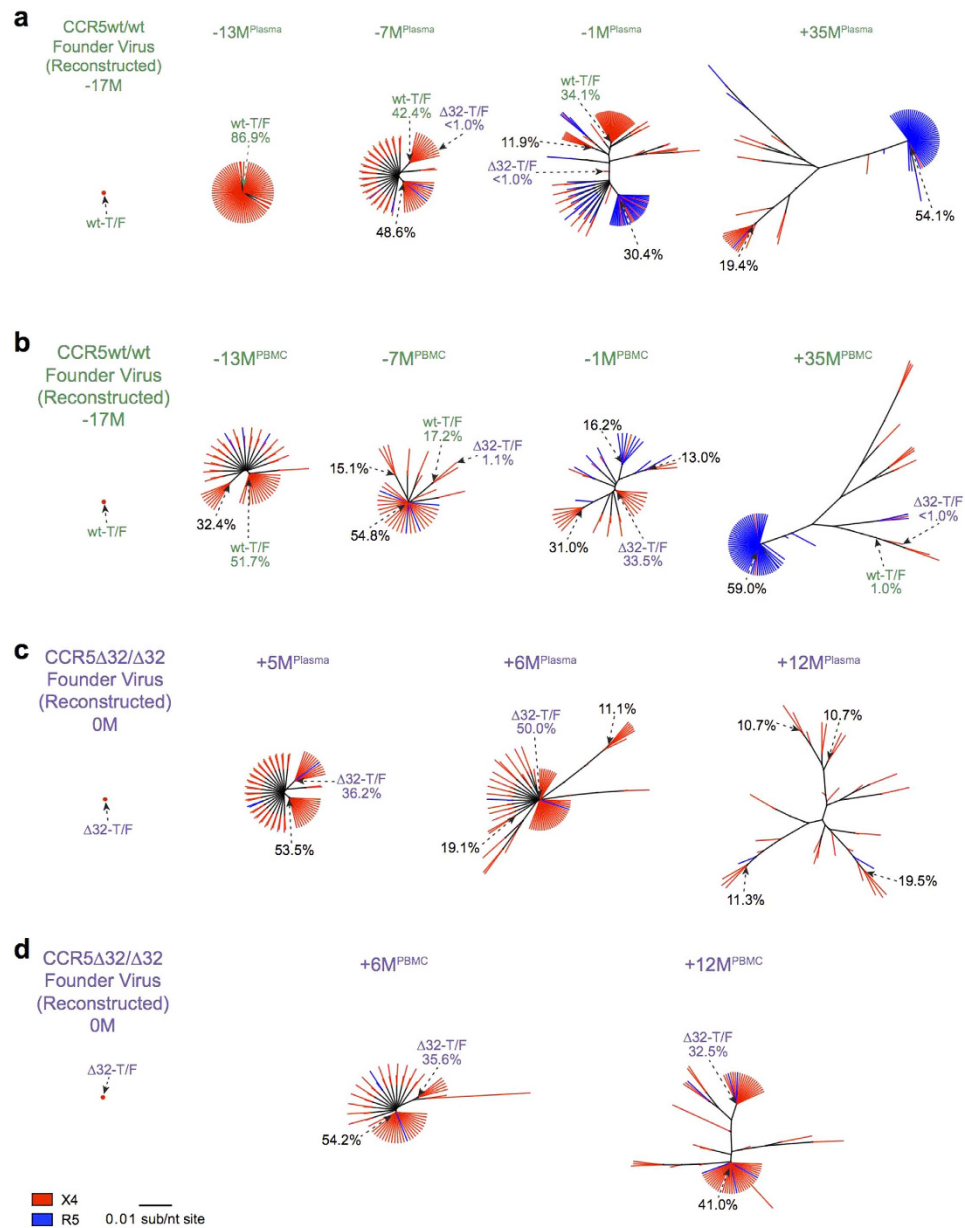 a
CCR5wt/wt
Founder Virus
(Reconstructed)
-17M
-13MPlasma
-7MPlasma
-1MPlasma
+35MPlasma
wt-T/F
wt-T/F
86.9%
wt-T/F
42.4%
Δ32-T/F
<1.0%
48.6%
wt-T/F
34.1%
11.9%
Δ32-T/F
<1.0%
30.4%
54.1%
19.4%
b
CCR5wt/wt
Founder Virus
(Reconstructed)
-17M
-13MPBMC
-7MPBMC
-1MPBMC
+35MPBMC
wt-T/F
32.4%
wt-T/F
51.7%
15.1%
wt-T/F
17.2%
Δ32-T/F
1.1%
54.8%
16.2%
13.0%
31.0%
Δ32-T/F
33.5%
59.0%
Δ32-T/F
<1.0%
wt-T/F
1.0%
c
CCR5Δ32/Δ32
Founder Virus
(Reconstructed)
0M
+5MPlasma
+6MPlasma
+12MPlasma
Δ32-T/F
Δ32-T/F
36.2%
53.5%
Δ32-T/F
50.0%
11.1%
19.1%
10.7%
10.7%
11.3%
19.5%
d
CCR5Δ32/Δ32
Founder Virus
(Reconstructed)
0M
+6MPBMC
+12MPBMC
Δ32-T/F
Δ32-T/F
35.6%
54.2%
Δ32-T/F
32.5%
41.0%
X4
R5
0.01 sub/nt site